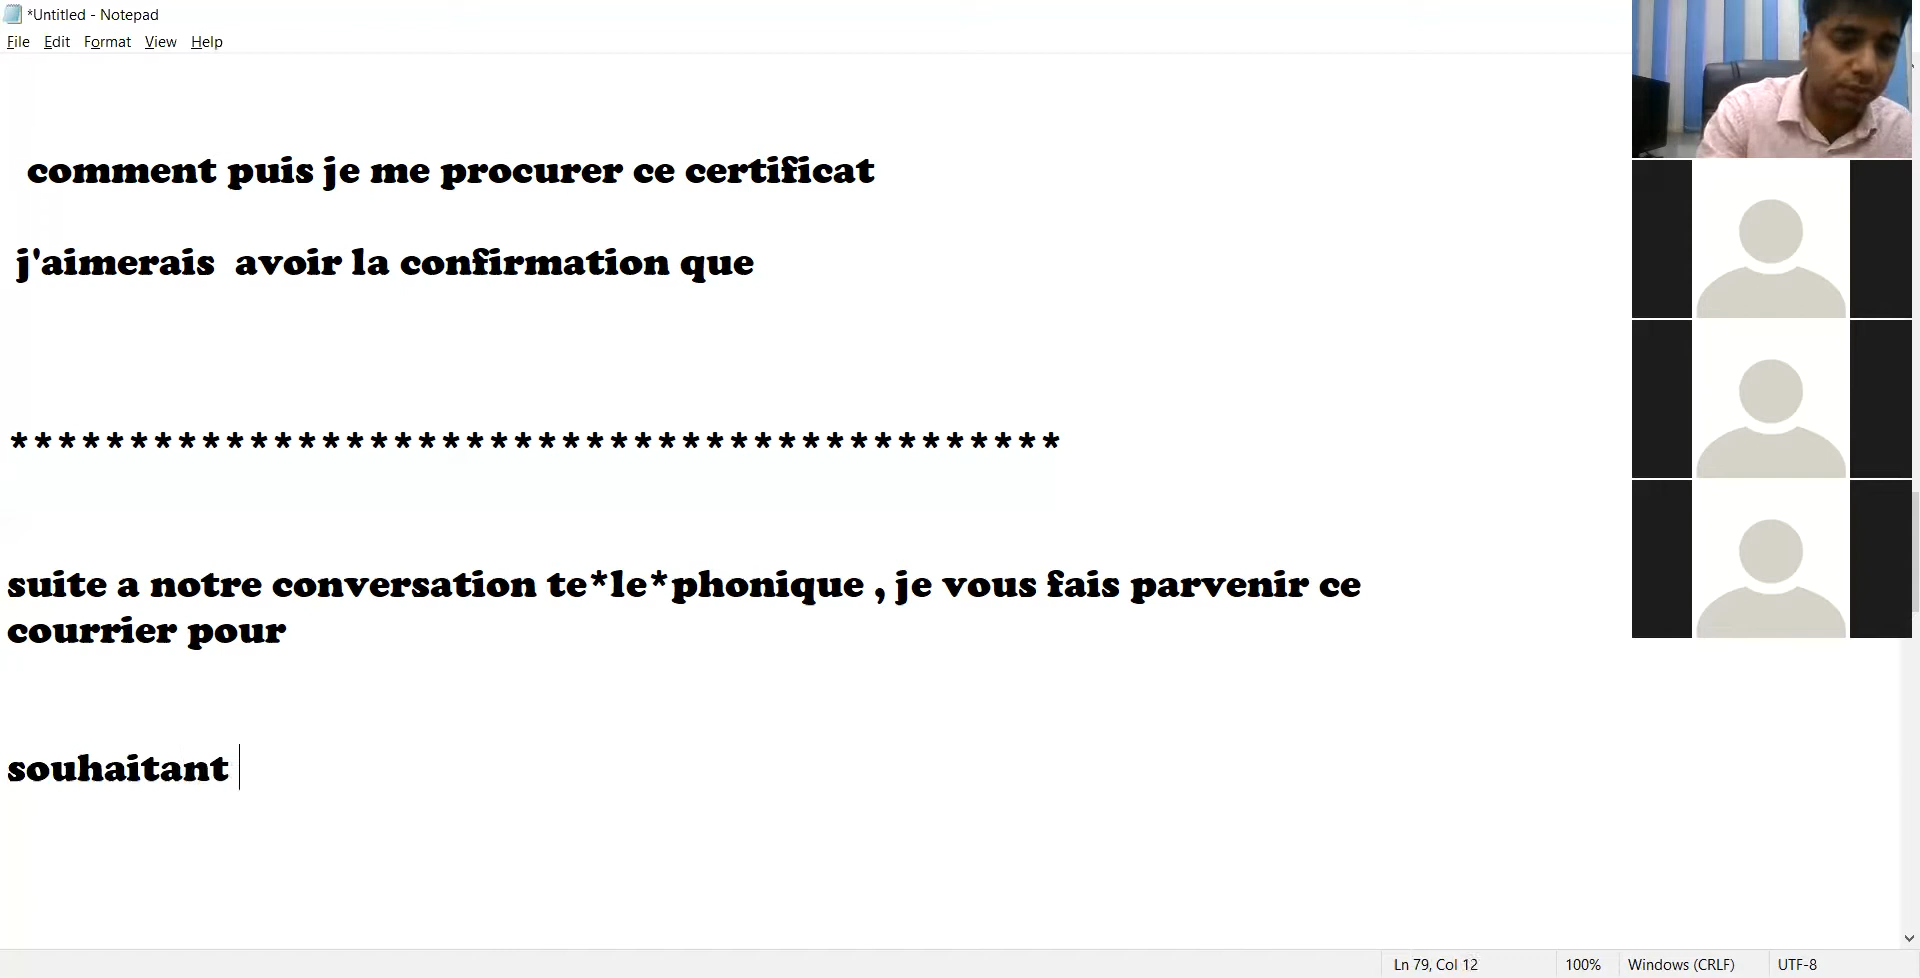 *Untitled - Notepad
File Edit Format View Help
comment puis je me procurer ce certificat
j'aimerais  avoir la confirmation que
********************************************
suite a notre conversation te*le*phonique , je vous fais parvenir ce
courrier pour
souhaitant
Ln 79, Col 12 100% Windows (CRLF) UTF-8